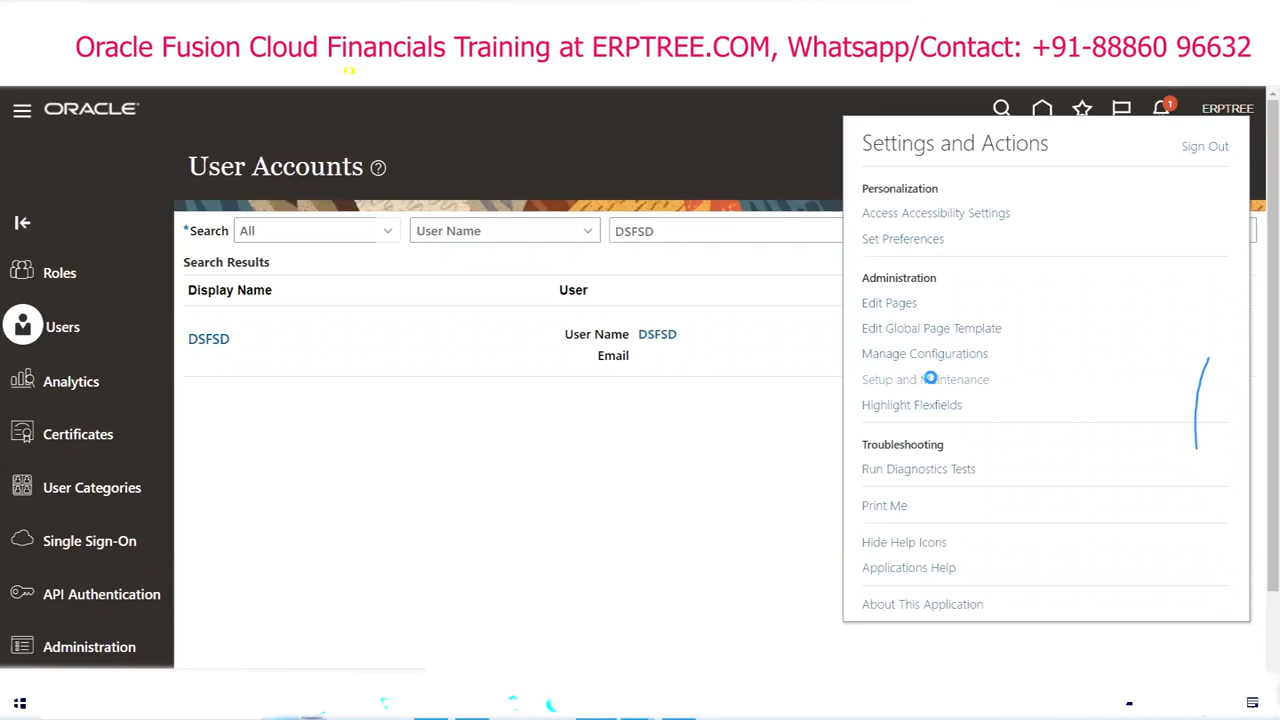 Oracle Fusion Cloud Financials Training at ERPTREE.COM, Whatsapp/Contact: +91-88860 96632
ORACLE
1
ERPTREE
User Accounts ?
Settings and Actions
Sign Out
Personalization
Access Accessibility Settings
Set Preferences
Administration
Edit Pages
Edit Global Page Template
Manage Configurations
Setup and Maintenance
Highlight Flexfields
Troubleshooting
Run Diagnostics Tests
Print Me
Hide Help Icons
Applications Help
About This Application
*Search All User Name DSFSD
Search Results
Display Name User
DSFSD
User Name DSFSD
Email
Roles
Users
Analytics
Certificates
User Categories
Single Sign-On
API Authentication
Administration